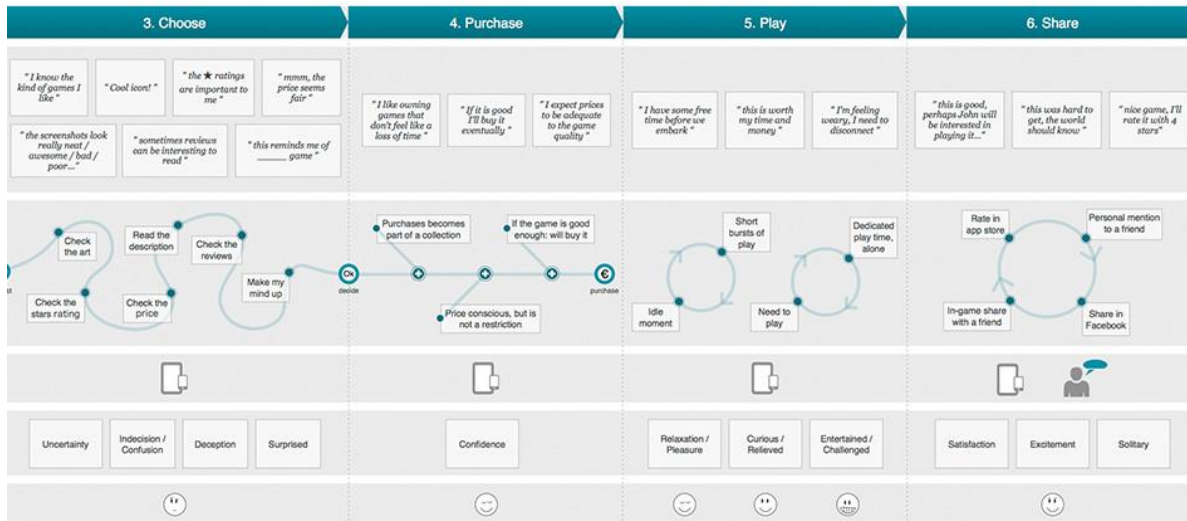 3. Choose
4. Purchase
5. Play
6. Share
" I know the
kind of games I
like "
" Cool icon! "
" the ★ ratings
are important to
me "
" mmm, the
price seems
fair "
" the screenshots look
really neat /
awesome / bad /
poor... "
" sometimes reviews
can be interesting to
read "
" this reminds me of
______ game "
" I like owning
games that
don't feel like a
loss of time "
" If it is good
I'll buy it
eventually "
" I expect prices
to be adequate
to the game
quality "
" I have some free
time before we
embark "
" this is worth
my time and
money "
" I'm feeling
weary, I need to
disconnect "
" this is good,
perhaps John will
be interested in
playing it... "
" this was hard to
get, the world
should know "
" nice game, I'll
rate it with 4
stars"
Check
the art
Read the
description
Check the
reviews
Make my
mind up
Check the
stars rating
Check the
price
Ok
decide
Purchases becomes
part of a collection
If the game is good
enough: will buy it
Price conscious, but is
not a restriction
€
purchase
Short
bursts of
play
Idle
moment
Dedicated
play time,
alone
Need to
play
Rate in
app store
Personal mention
to a friend
In-game share
with a friend
Share in
Facebook
Uncertainty
Indecision /
Confusion
Deception
Surprised
Confidence
Relaxation /
Pleasure
Curious /
Relieved
Entertained /
Challenged
Satisfaction
Excitement
Solitary